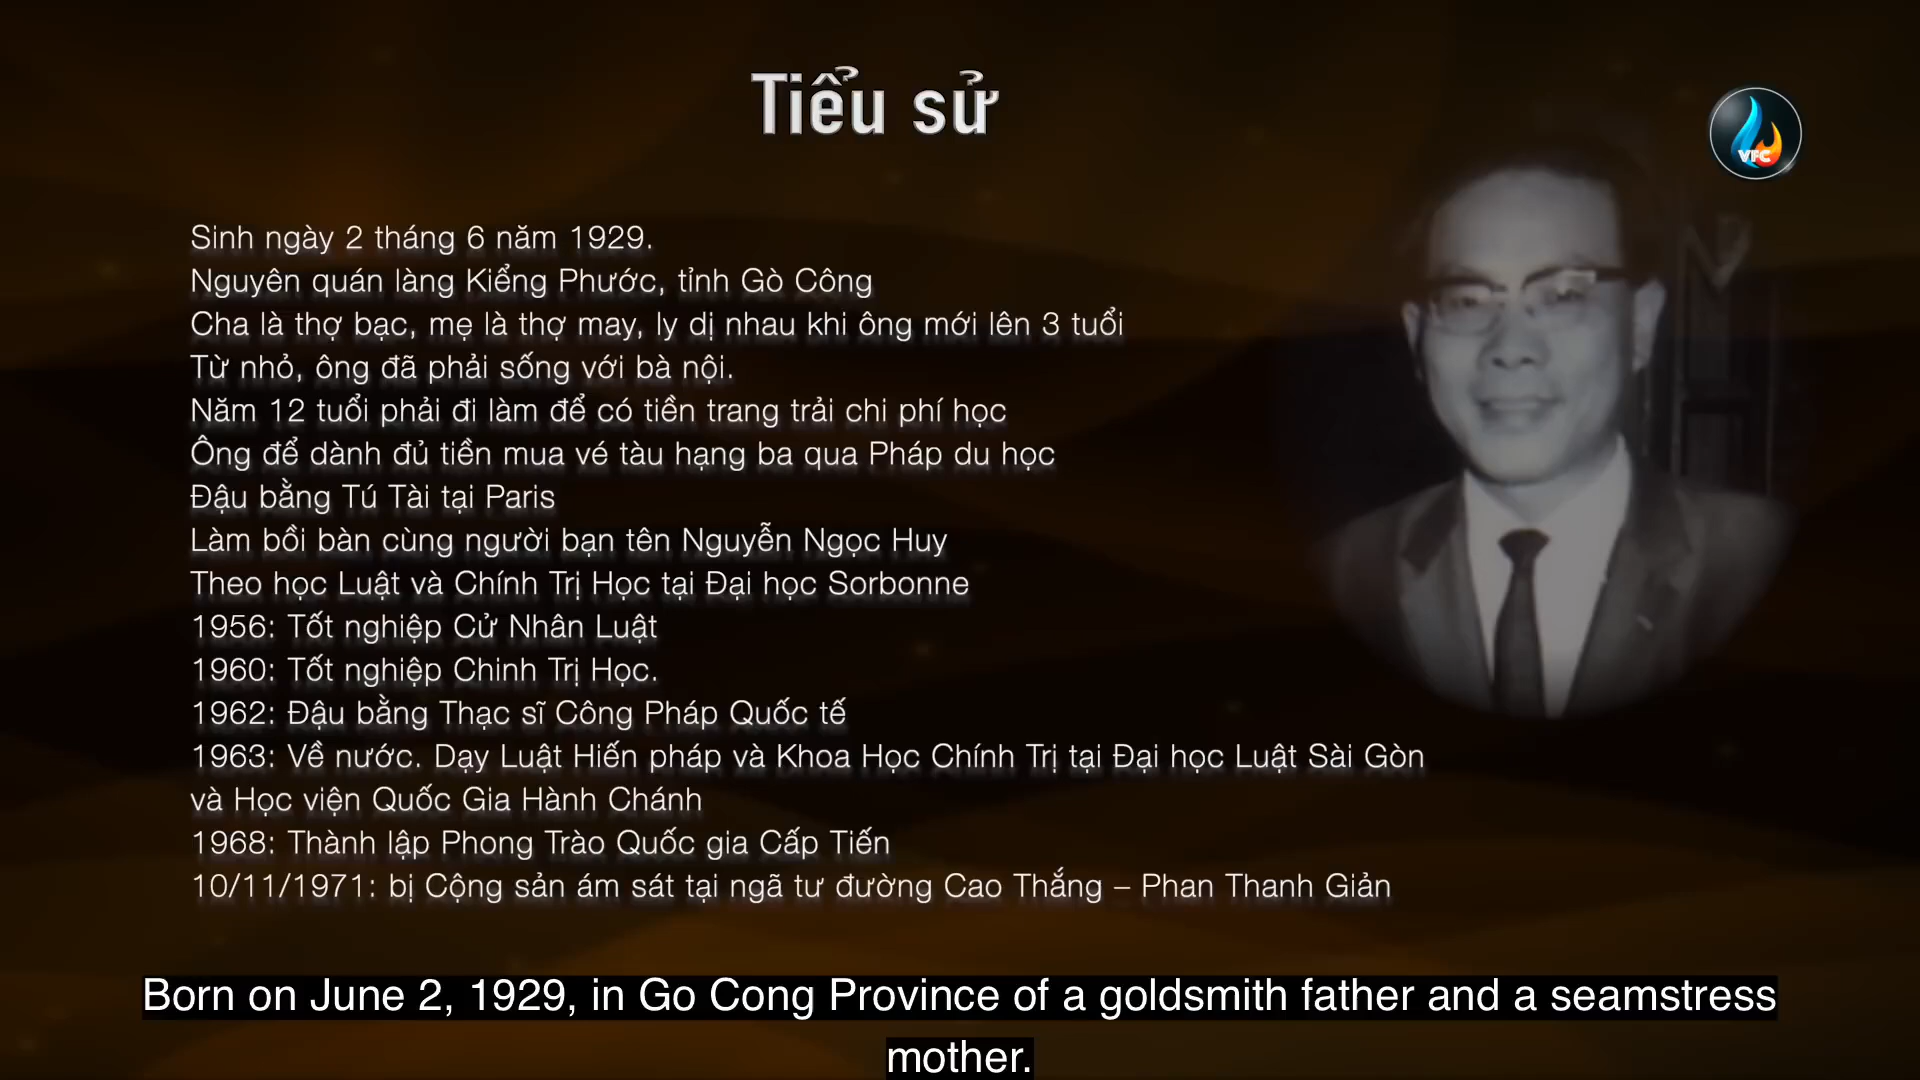 Tiểu sử
VFC
Sinh ngày 2 tháng 6 năm 1929.
Nguyên quán làng Kiểng Phước, tỉnh Gò Công
Cha là thợ bạc, mẹ là thợ may, ly dị nhau khi ông mới lên 3 tuổi
Từ nhỏ, ông đã phải sống với bà nội.
Năm 12 tuổi phải đi làm để có tiền trang trải chi phí học
Ông để dành đủ tiền mua vé tàu hạng ba qua Pháp du học
Đậu bằng Tú Tài tại Paris
Làm bồi bàn cùng người bạn tên Nguyễn Ngọc Huy
Theo học Luật và Chính Trị Học tại Đại học Sorbonne
1956: Tốt nghiệp Cử Nhân Luật
1960: Tốt nghiệp Chinh Trị Học.
1962: Đậu bằng Thạc sĩ Công Pháp Quốc tế
1963: Về nước. Dạy Luật Hiến pháp và Khoa Học Chính Trị tại Đại học Luật Sài Gòn
và Học viện Quốc Gia Hành Chánh
1968: Thành lập Phong Trào Quốc gia Cấp Tiến
10/11/1971: bị Cộng sản ám sát tại ngã tư đường Cao Thắng – Phan Thanh Giản
Born on June 2, 1929, in Go Cong Province of a goldsmith father and a seamstress
mother.